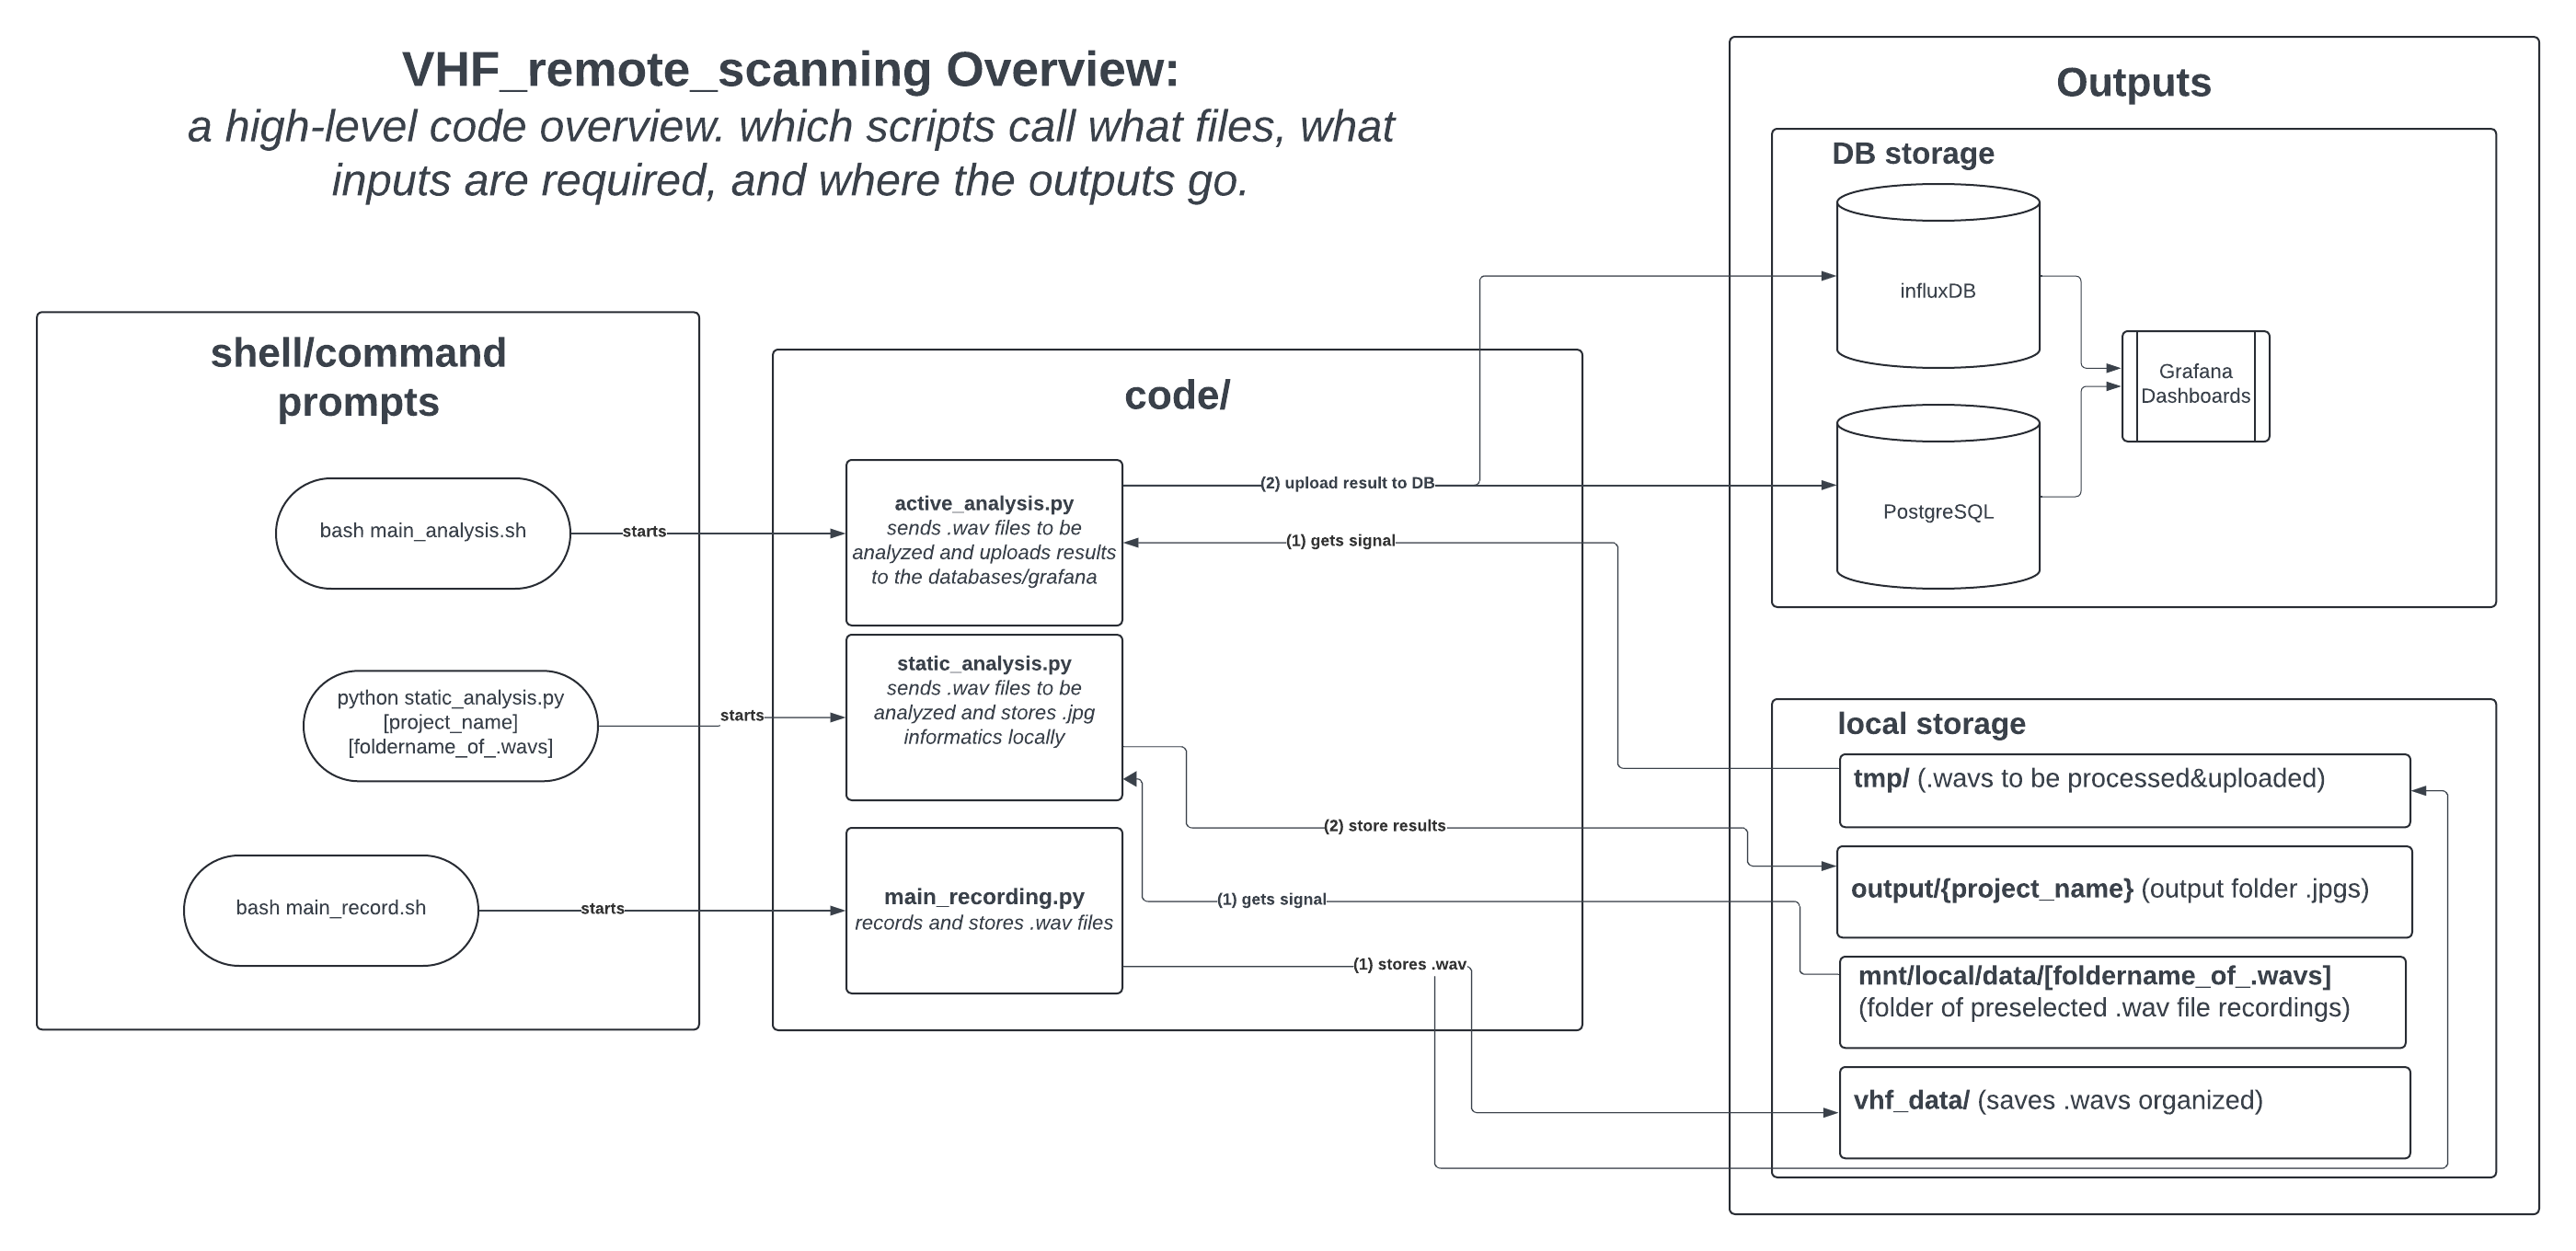 VHF_remote_scanning Overview:
a high-level code overview. which scripts call what files, what
inputs are required, and where the outputs go.
shell/command
prompts
bash main_analysis.sh
starts
python static_analysis.py
[project_name]
[foldername_of_.wavs]
starts
bash main_record.sh
starts
code/
active_analysis.py
sends .wav files to be
analyzed and uploads results
to the databases/grafana
static_analysis.py
sends .wav files to be
analyzed and stores .jpg
informatics locally
main_recording.py
records and stores .wav files
(2) upload result to DB
(1) gets signal
(2) store results
(1) gets signal
(1) stores .wav
Outputs
DB storage
influxDB
PostgreSQL
Grafana
Dashboards
local storage
tmp/ (.wavs to be processed&uploaded)
output/{project_name} (output folder .jpgs)
mnt/local/data/[foldername_of_.wavs]
(folder of preselected .wav file recordings)
vhf_data/ (saves .wavs organized)